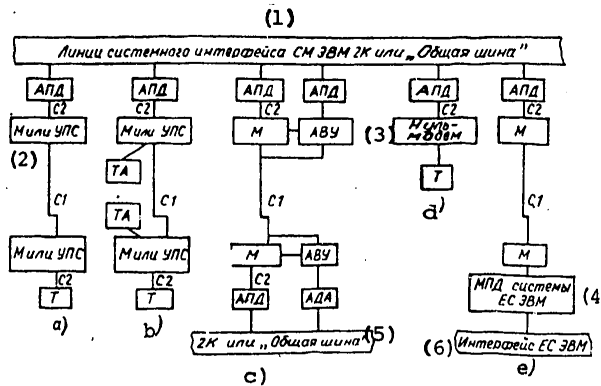 (1)
Линиц системного интерфейса СМ ЭВМ 2К или „Общая шина"
АПД АПД АПД АПД АПД АПД
С2 С2 С2 С2 С2
(2) М или УПС М или УПС М АВУ (3) Нуль-модем М
ТА Т
d)
С1 С1 С1 С1
ТА
М или УПС М или УПС М АВУ М
С2 С2 С2 МПД системы ЕС ЭВМ (4
Т Т АПД АДА
a) b) 2К или „Общая шина" (5) (6) Интерфейс ЕС ЭВМ
c) e)